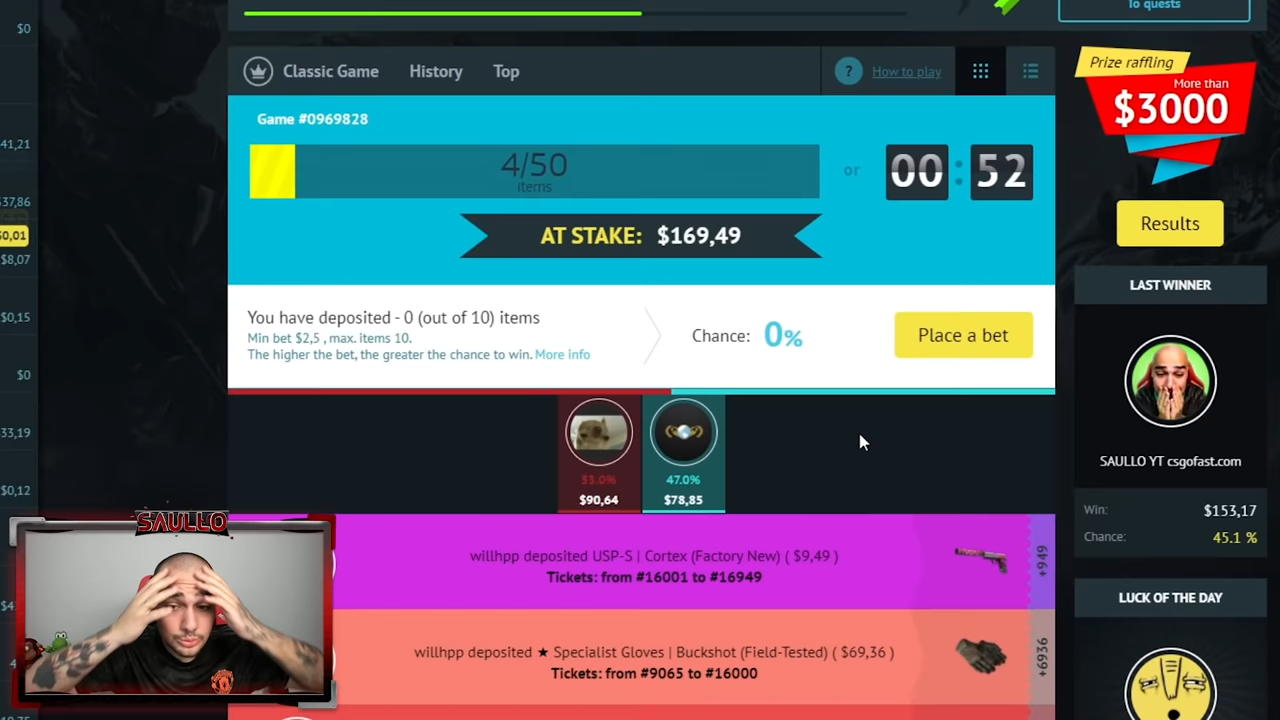 $0
41,21
37,86
0,01
$8,07
$0,15
$0
33,19
$0,12
To quests
Classic Game
History
Top
?
How to play
Game #0969828
4/50
items
or
00 : 52
AT STAKE: $169,49
You have deposited - 0 (out of 10) items
Min bet $2,5 , max. items 10.
The higher the bet, the greater the chance to win. More info
Chance: 0%
Place a bet
53.0%
$90,64
47.0%
$78,85
willhpp deposited USP-S | Cortex (Factory New) ( $9,49 )
Tickets: from #16001 to #16949
+949
willhpp deposited ★ Specialist Gloves | Buckshot (Field-Tested) ( $69,36 )
Tickets: from #9065 to #16000
+6936
Prize raffling
More than
$3000
Results
LAST WINNER
SAULLO YT csgofast.com
Win: $153,17
Chance: 45.1 %
LUCK OF THE DAY
SAULLO